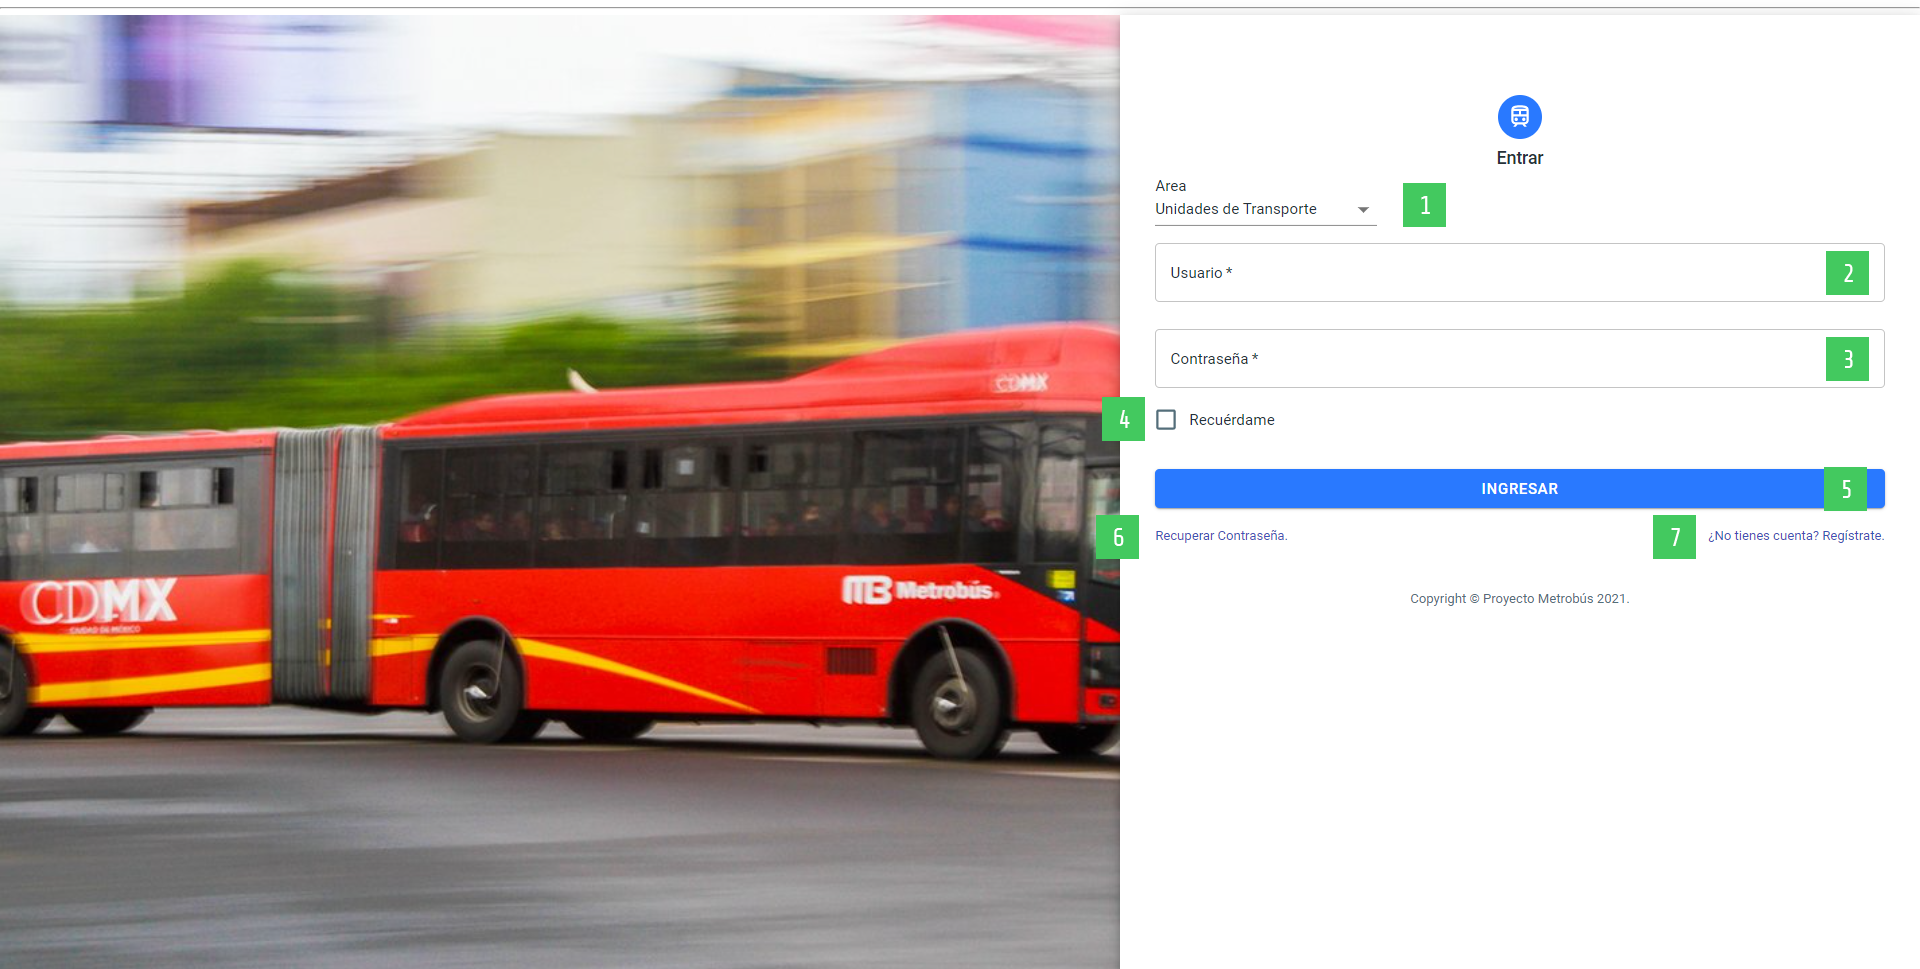 Entrar
Area
Unidades de Transporte
1
Usuario *
2
Contraseña *
3
4
Recuérdame
INGRESAR
5
6
Recuperar Contraseña.
7
¿No tienes cuenta? Regístrate.
Copyright © Proyecto Metrobús 2021.
CDMX
CDMX
CIUDAD DE MÉXICO
MB Metrobús